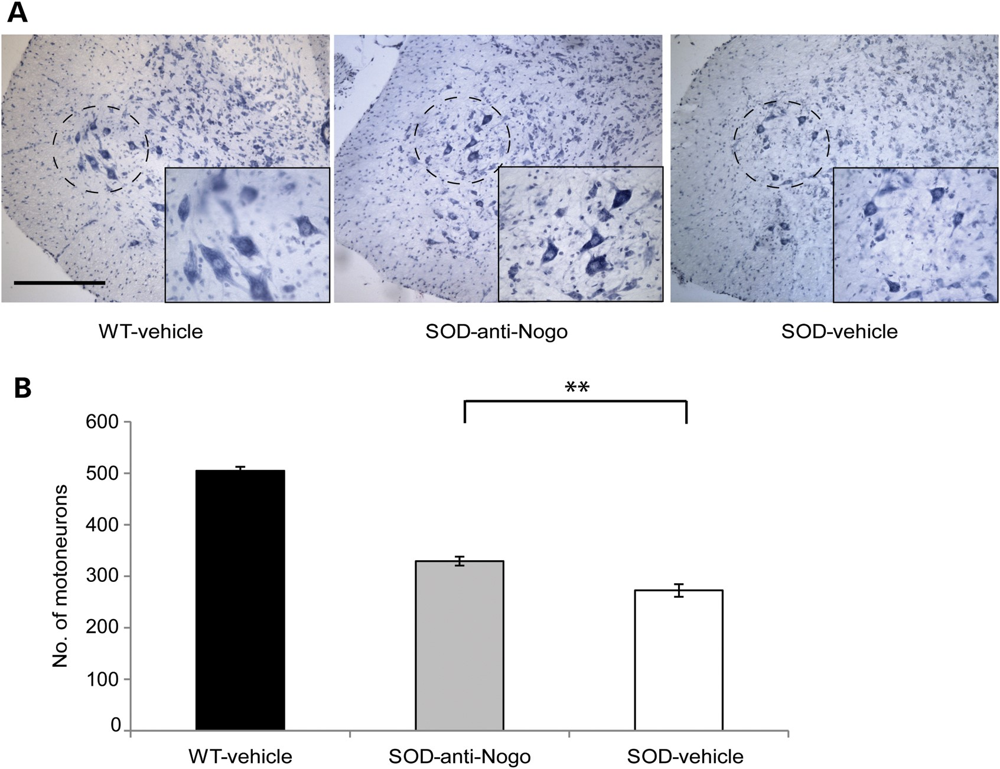 A
WT-vehicle
SOD-anti-Nogo
SOD-vehicle
B
**
600
500
400
300
200
100
0
No. of motoneurons
WT-vehicle
SOD-anti-Nogo
SOD-vehicle